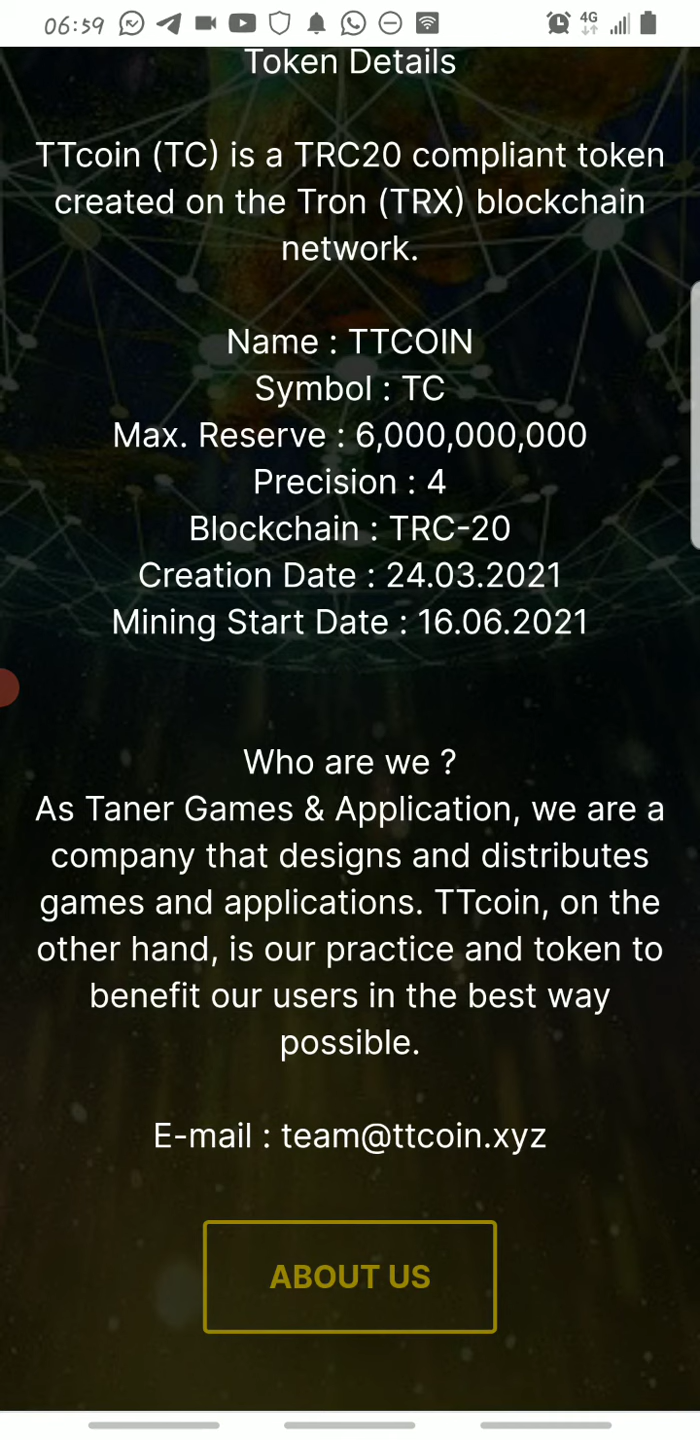 06:59
4G
Token Details
TTcoin (TC) is a TRC20 compliant token
created on the Tron (TRX) blockchain
network.
Name : TTCOIN
Symbol : TC
Max. Reserve : 6,000,000,000
Precision : 4
Blockchain : TRC-20
Creation Date : 24.03.2021
Mining Start Date : 16.06.2021
Who are we ?
As Taner Games & Application, we are a
company that designs and distributes
games and applications. TTcoin, on the
other hand, is our practice and token to
benefit our users in the best way
possible.
E-mail : team@ttcoin.xyz
ABOUT US